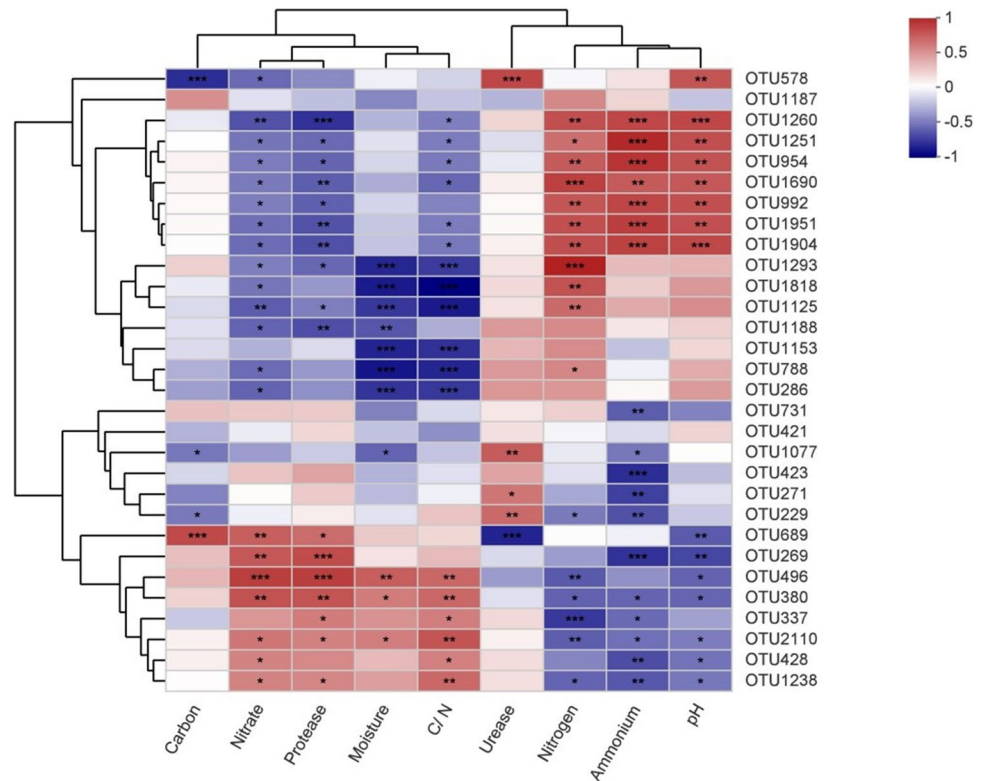 1
0.5
0
-0.5
-1
*** * *** ** OTU578
OTU1187
** *** * ** *** *** OTU1260
* * * * *** ** OTU1251
* * * ** *** ** OTU954
* ** * *** ** ** OTU1690
* * ** *** ** OTU992
* ** * ** *** ** OTU1951
* ** * ** *** *** OTU1904
* * *** *** *** OTU1293
* *** *** ** OTU1818
** * *** *** ** OTU1125
* ** ** OTU1188
*** *** OTU1153
* *** *** * OTU788
* *** *** OTU286
** OTU731
OTU421
* * ** * OTU1077
*** OTU423
* ** OTU271
* ** * ** OTU229
*** ** * *** ** OTU689
** *** *** ** OTU269
*** *** ** ** ** * OTU496
** ** * ** * * * OTU380
* * *** * OTU337
* * * ** ** * * OTU2110
* * ** * OTU428
* * ** * ** * OTU1238
Carbon Nitrate Protease Moisture C/ N Urease Nitrogen Ammonium pH